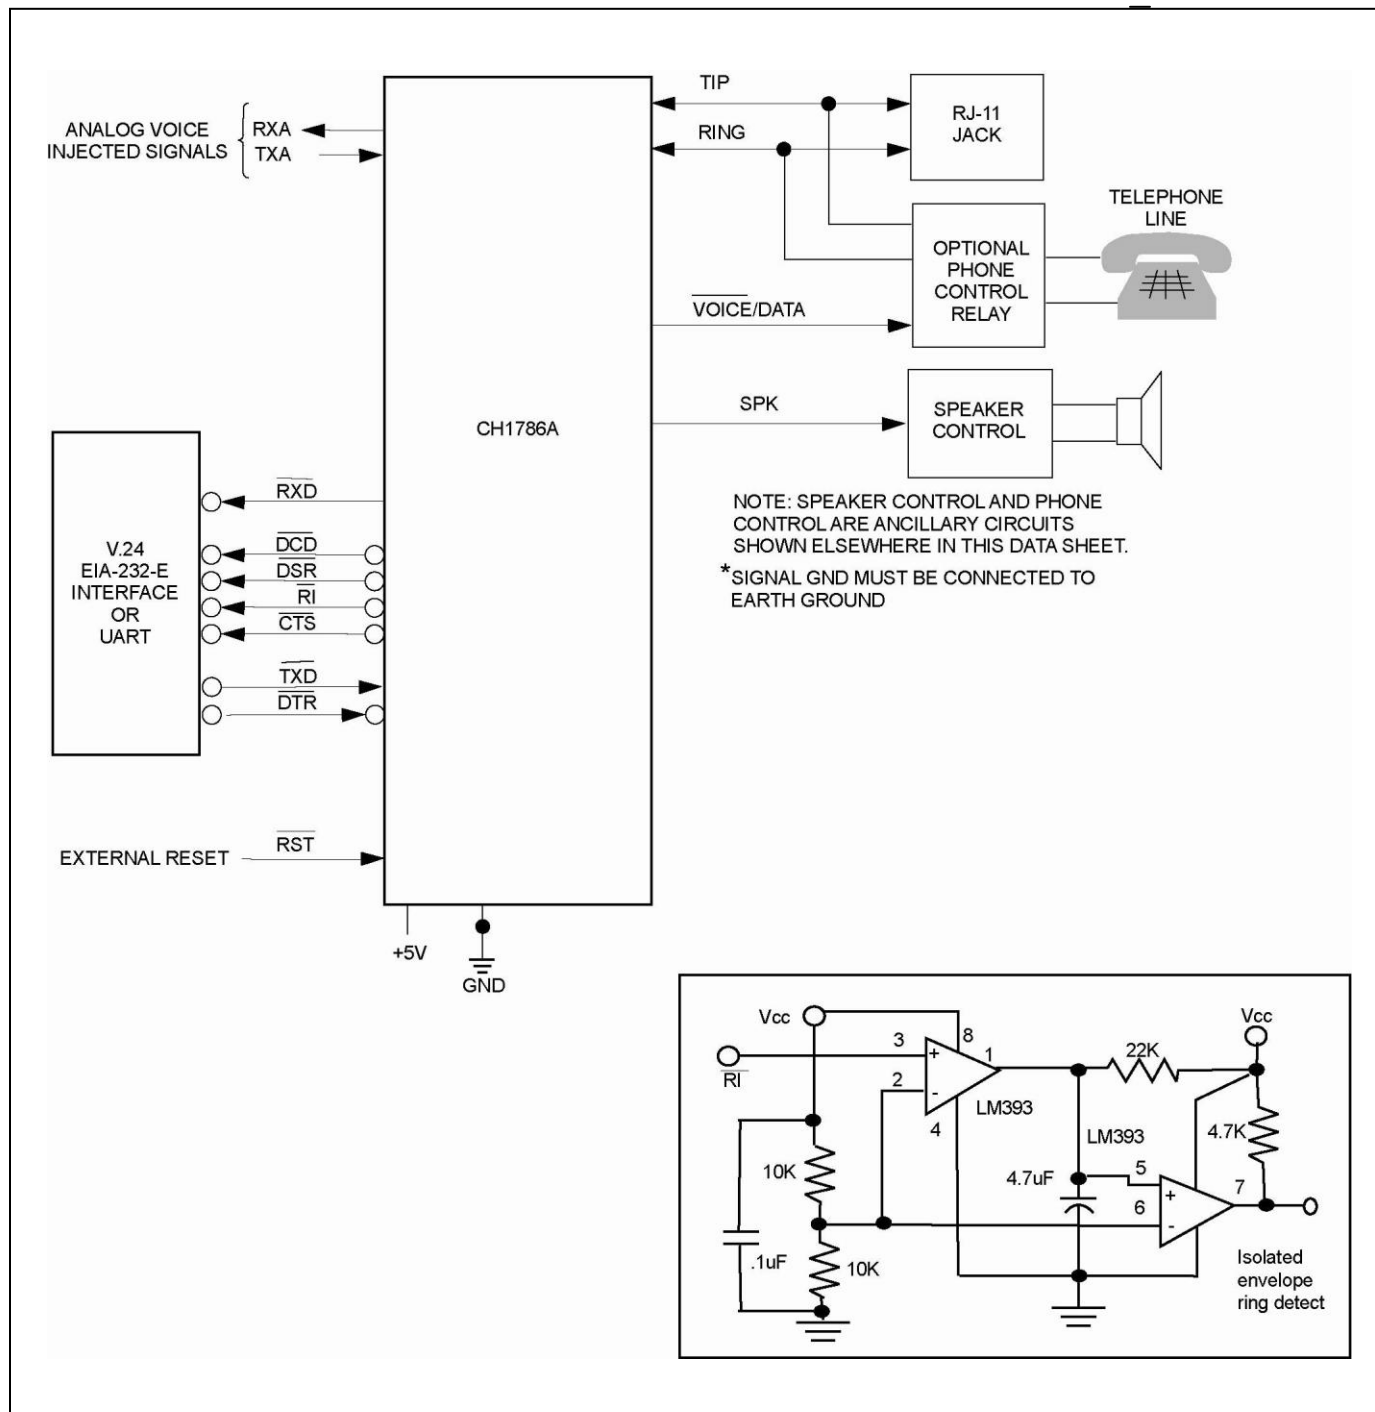 TIP
RJ-11
JACK
RING
ANALOG VOICE
INJECTED SIGNALS
RXA
TXA
TELEPHONE
LINE
OPTIONAL
PHONE
CONTROL
RELAY
VOICE/DATA
SPK
SPEAKER
CONTROL
CH1786A
NOTE: SPEAKER CONTROL AND PHONE
CONTROL ARE ANCILLARY CIRCUITS
SHOWN ELSEWHERE IN THIS DATA SHEET.
*SIGNAL GND MUST BE CONNECTED TO
EARTH GROUND
V.24
EIA-232-E
INTERFACE
OR
UART
RXD
DCD
DSR
RI
CTS
TXD
DTR
EXTERNAL RESET
RST
+5V
GND
Vcc
8
3
+
1
RI
2
-
4
LM393
22K
Vcc
LM393
4.7K
10K
4.7uF
5
+
7
6
-
.1uF
10K
Isolated
envelope
ring detect